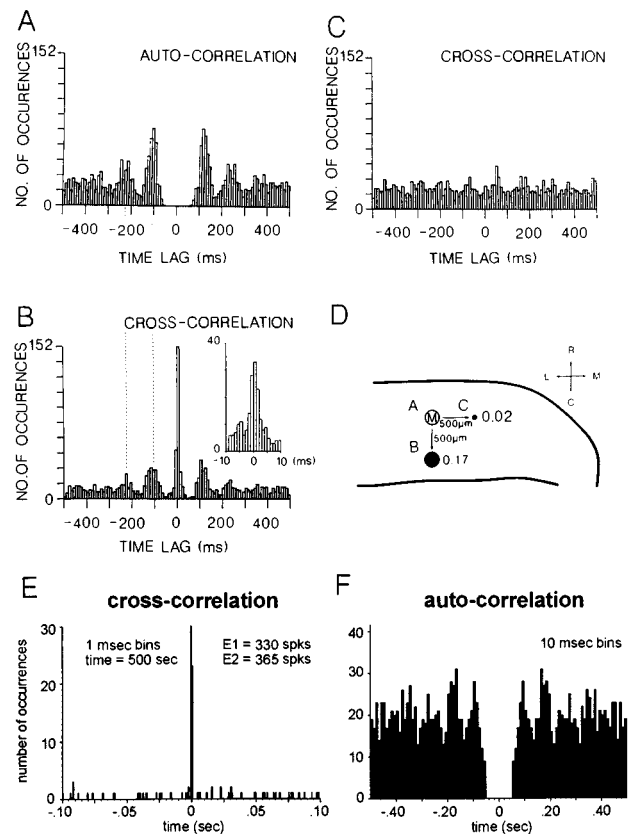 A
AUTO-CORRELATION
152
NO. OF OCCURENCES
0
-400 -200 0 200 400
TIME LAG (ms)
C
CROSS-CORRELATION
152
NO. OF OCCURENCES
0
-400 -200 0 200 400
TIME LAG (ms)
B
CROSS-CORRELATION
152
NO.OF OCCURENCES
0
40
0
-10 0 10 (ms)
-400 -200 0 200 400
TIME LAG (ms)
D
R
L M
C
A M C 0.02
500µm
500µm
B 0.17
E
cross-correlation
30
20
10
0
number of occurrences
1 msec bins
time = 500 sec
E1 = 330 spks
E2 = 365 spks
-.10 -.05 0 .05 .10
time (sec)
F
auto-correlation
10 msec bins
40
30
20
10
0
-.40 -.20 0 .20 .40
time (sec)